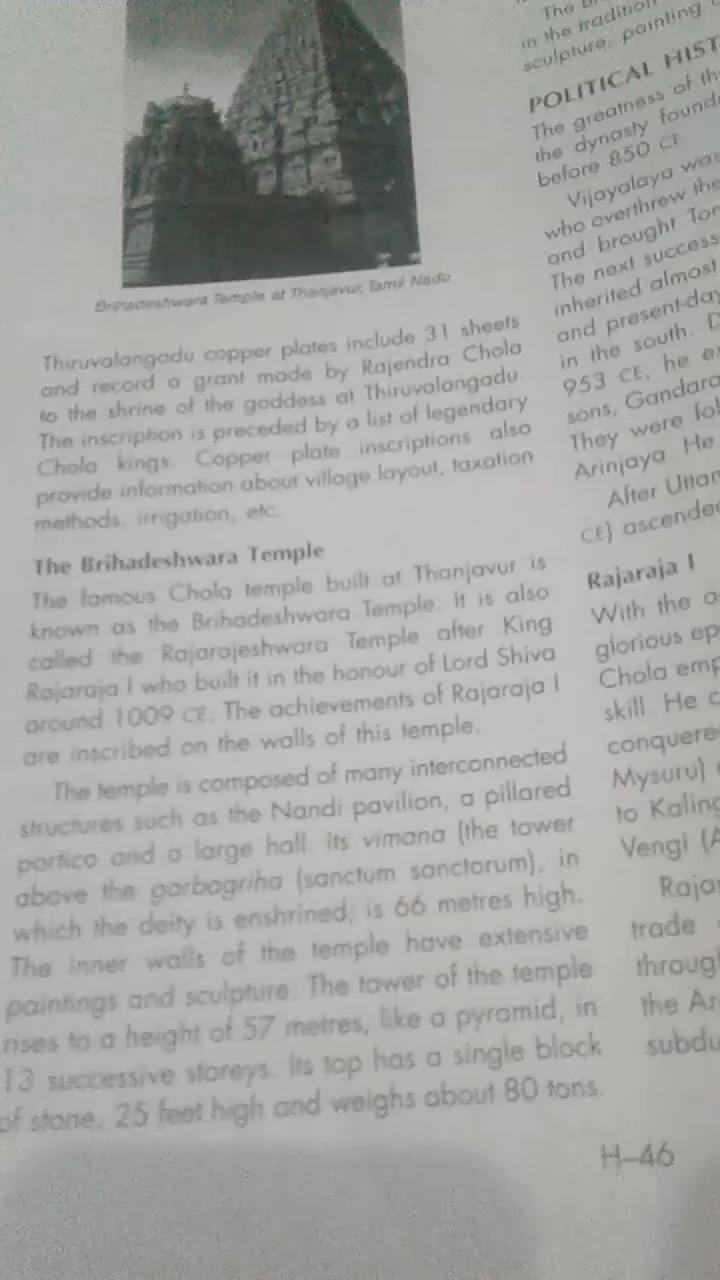 Brihadeshwara Temple at Thanjavur, Tamil Nadu
Thiruvalangadu copper plates include 31 sheets
and record a grant made by Rajendra Chola
to the shrine of the goddess at Thiruvalangadu.
The inscription is preceded by a list of legendary
Chola kings. Copper plate inscriptions also
provide information about village layout, taxation
methods, irrigation, etc.
The Brihadeshwara Temple
The famous Chola temple built at Thanjavur is
known as the Brihadeshwara Temple. It is also
called the Rajarajeshwara Temple after King
Rajaraja I who built it in the honour of Lord Shiva
around 1009 CE. The achievements of Rajaraja I
are inscribed on the walls of this temple.
The temple is composed of many interconnected
structures such as the Nandi pavilion, a pillared
portico and a large hall. Its vimana (the tower
above the garbagriha (sanctum sanctorum), in
which the deity is enshrined; is 66 metres high.
The inner walls of the temple have extensive
paintings and sculpture. The tower of the temple
rises to a height of 57 metres, like a pyramid, in
13 successive storeys. Its top has a single block
of stone, 25 feet high and weighs about 80 tons.
The
in the tradition
sculpture, painting
POLITICAL HIST
The greatness of th
the dynasty found
before 850 CE
Vijayalaya was
who overthrew the
and brought Ton
The next success
inherited almost
and present-day
in the south. D
953 CE, he ex
sons, Gandara
They were fol
Arinjaya He
After Uttar
CE) ascende
Rajaraja I
With the a
glorious ep
Chola emp
skill. He c
conquere
Mysuru)
to Kaling
Vengi (A
Rajar
trade
through
the Ar
subdu
H–46